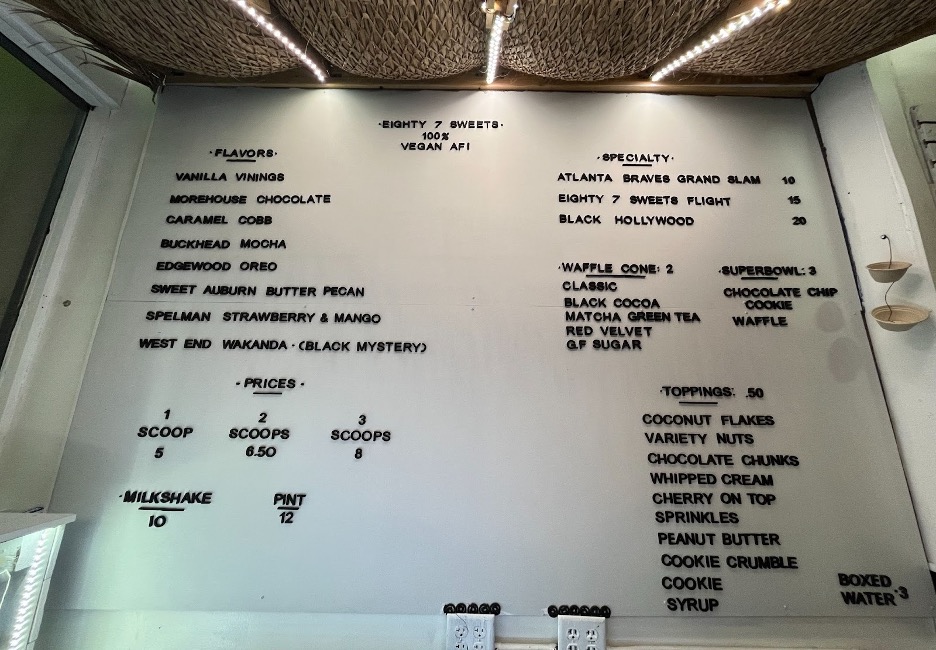 ·EIGHTY 7 SWEETS·
100%
VEGAN AFI
·FLAVORS·
VANILLA VININGS
MOREHOUSE CHOCOLATE
CARAMEL COBB
BUCKHEAD MOCHA
EDGEWOOD OREO
SWEET AUBURN BUTTER PECAN
SPELMAN STRAWBERRY & MANGO
WEST END WAKANDA · (BLACK MYSTERY)
· PRICES ·
1 2 3
SCOOP SCOOPS SCOOPS
5 6.50 8
·MILKSHAKE PINT
10 12
·SPECIALTY·
ATLANTA BRAVES GRAND SLAM 10
EIGHTY 7 SWEETS FLIGHT 15
BLACK HOLLYWOOD 20
·WAFFLE CONE: 2
CLASSIC
BLACK COCOA
MATCHA GREEN TEA
RED VELVET
G.F SUGAR
·SUPERBOWL: 3
CHOCOLATE CHIP
COOKIE
WAFFLE
·TOPPINGS: .50
COCONUT FLAKES
VARIETY NUTS
CHOCOLATE CHUNKS
WHIPPED CREAM
CHERRY ON TOP
SPRINKLES
PEANUT BUTTER
COOKIE CRUMBLE
COOKIE
SYRUP
BOXED
WATER ·3